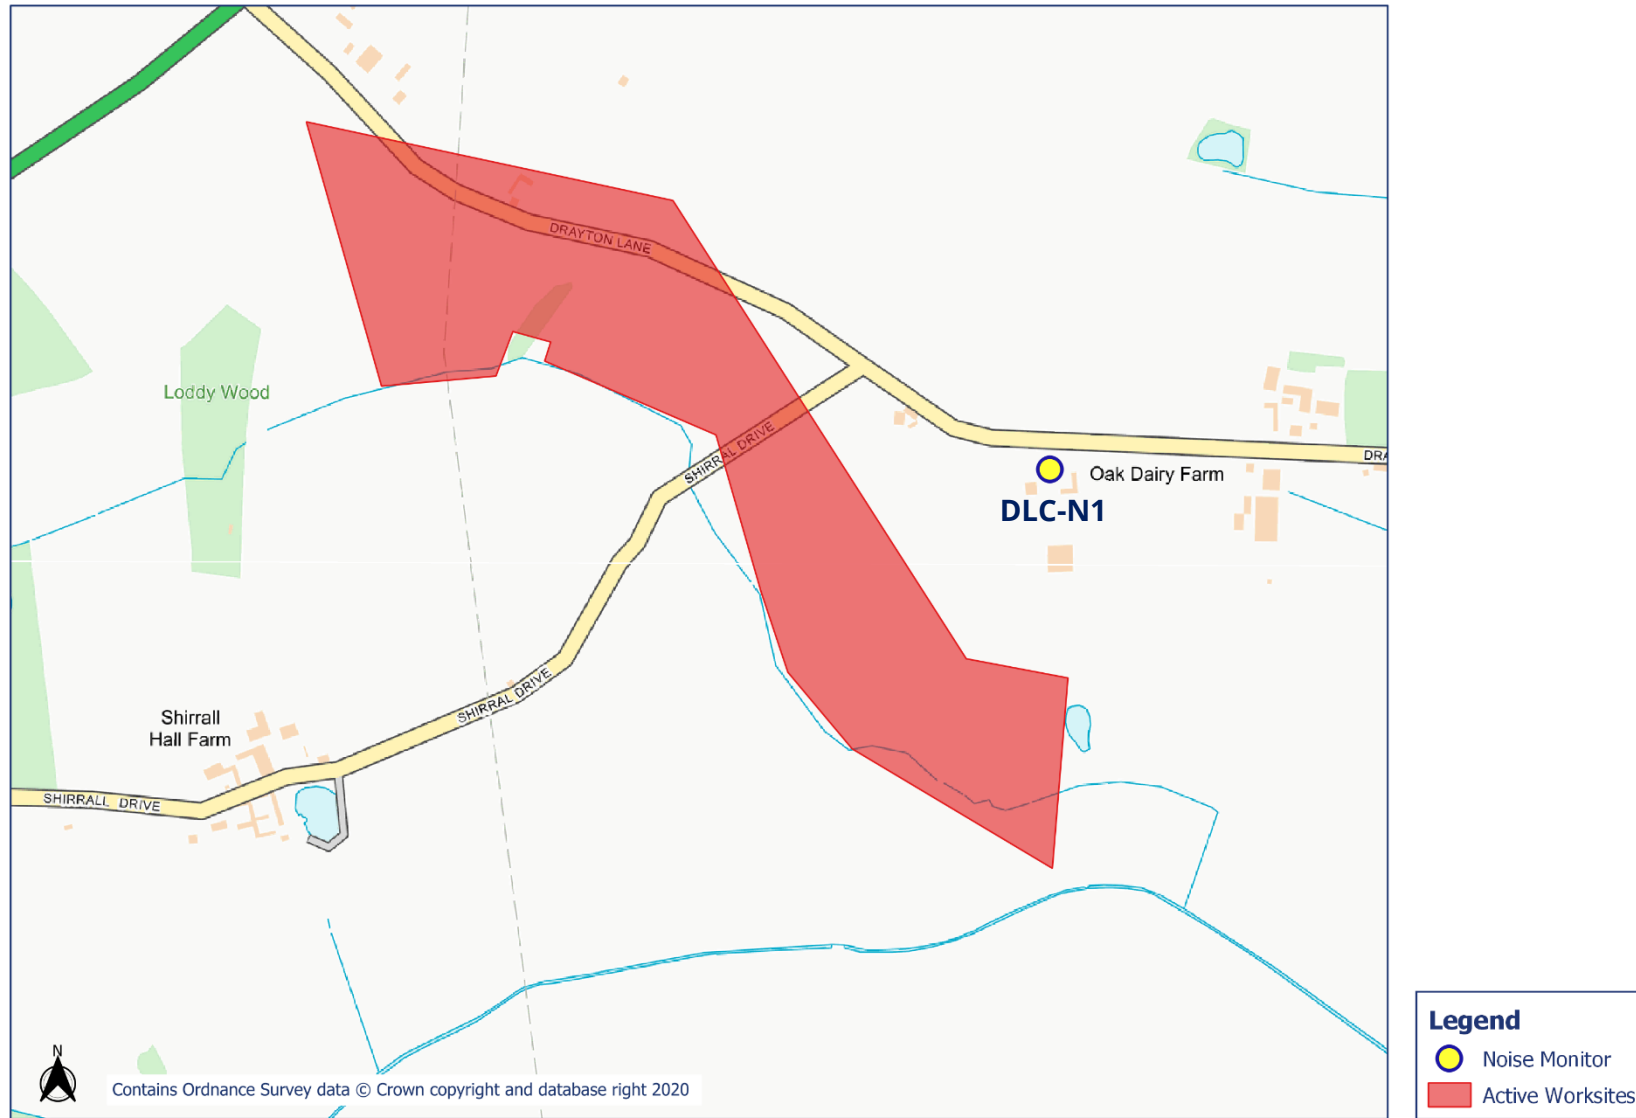 DRAYTON LANE
Loddy Wood
SHIRRAL DRIVE
DRA
Oak Dairy Farm
DLC-N1
SHIRRAL DRIVE
Shirrall
Hall Farm
SHIRRALL DRIVE
N
Contains Ordnance Survey data © Crown copyright and database right 2020
Legend
Noise Monitor
Active Worksites